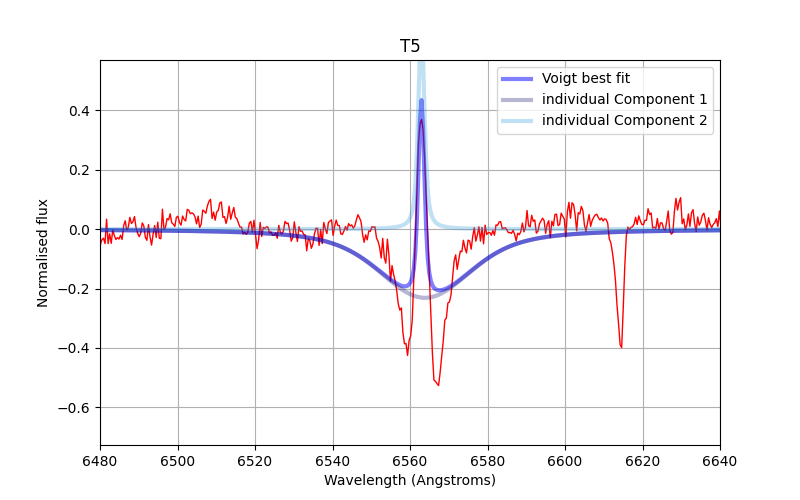 T5
Voigt best fit
individual Component 1
individual Component 2
0.4
0.2
0.0
−0.2
−0.4
−0.6
Normalised flux
6480 6500 6520 6540 6560 6580 6600 6620 6640
Wavelength (Angstroms)